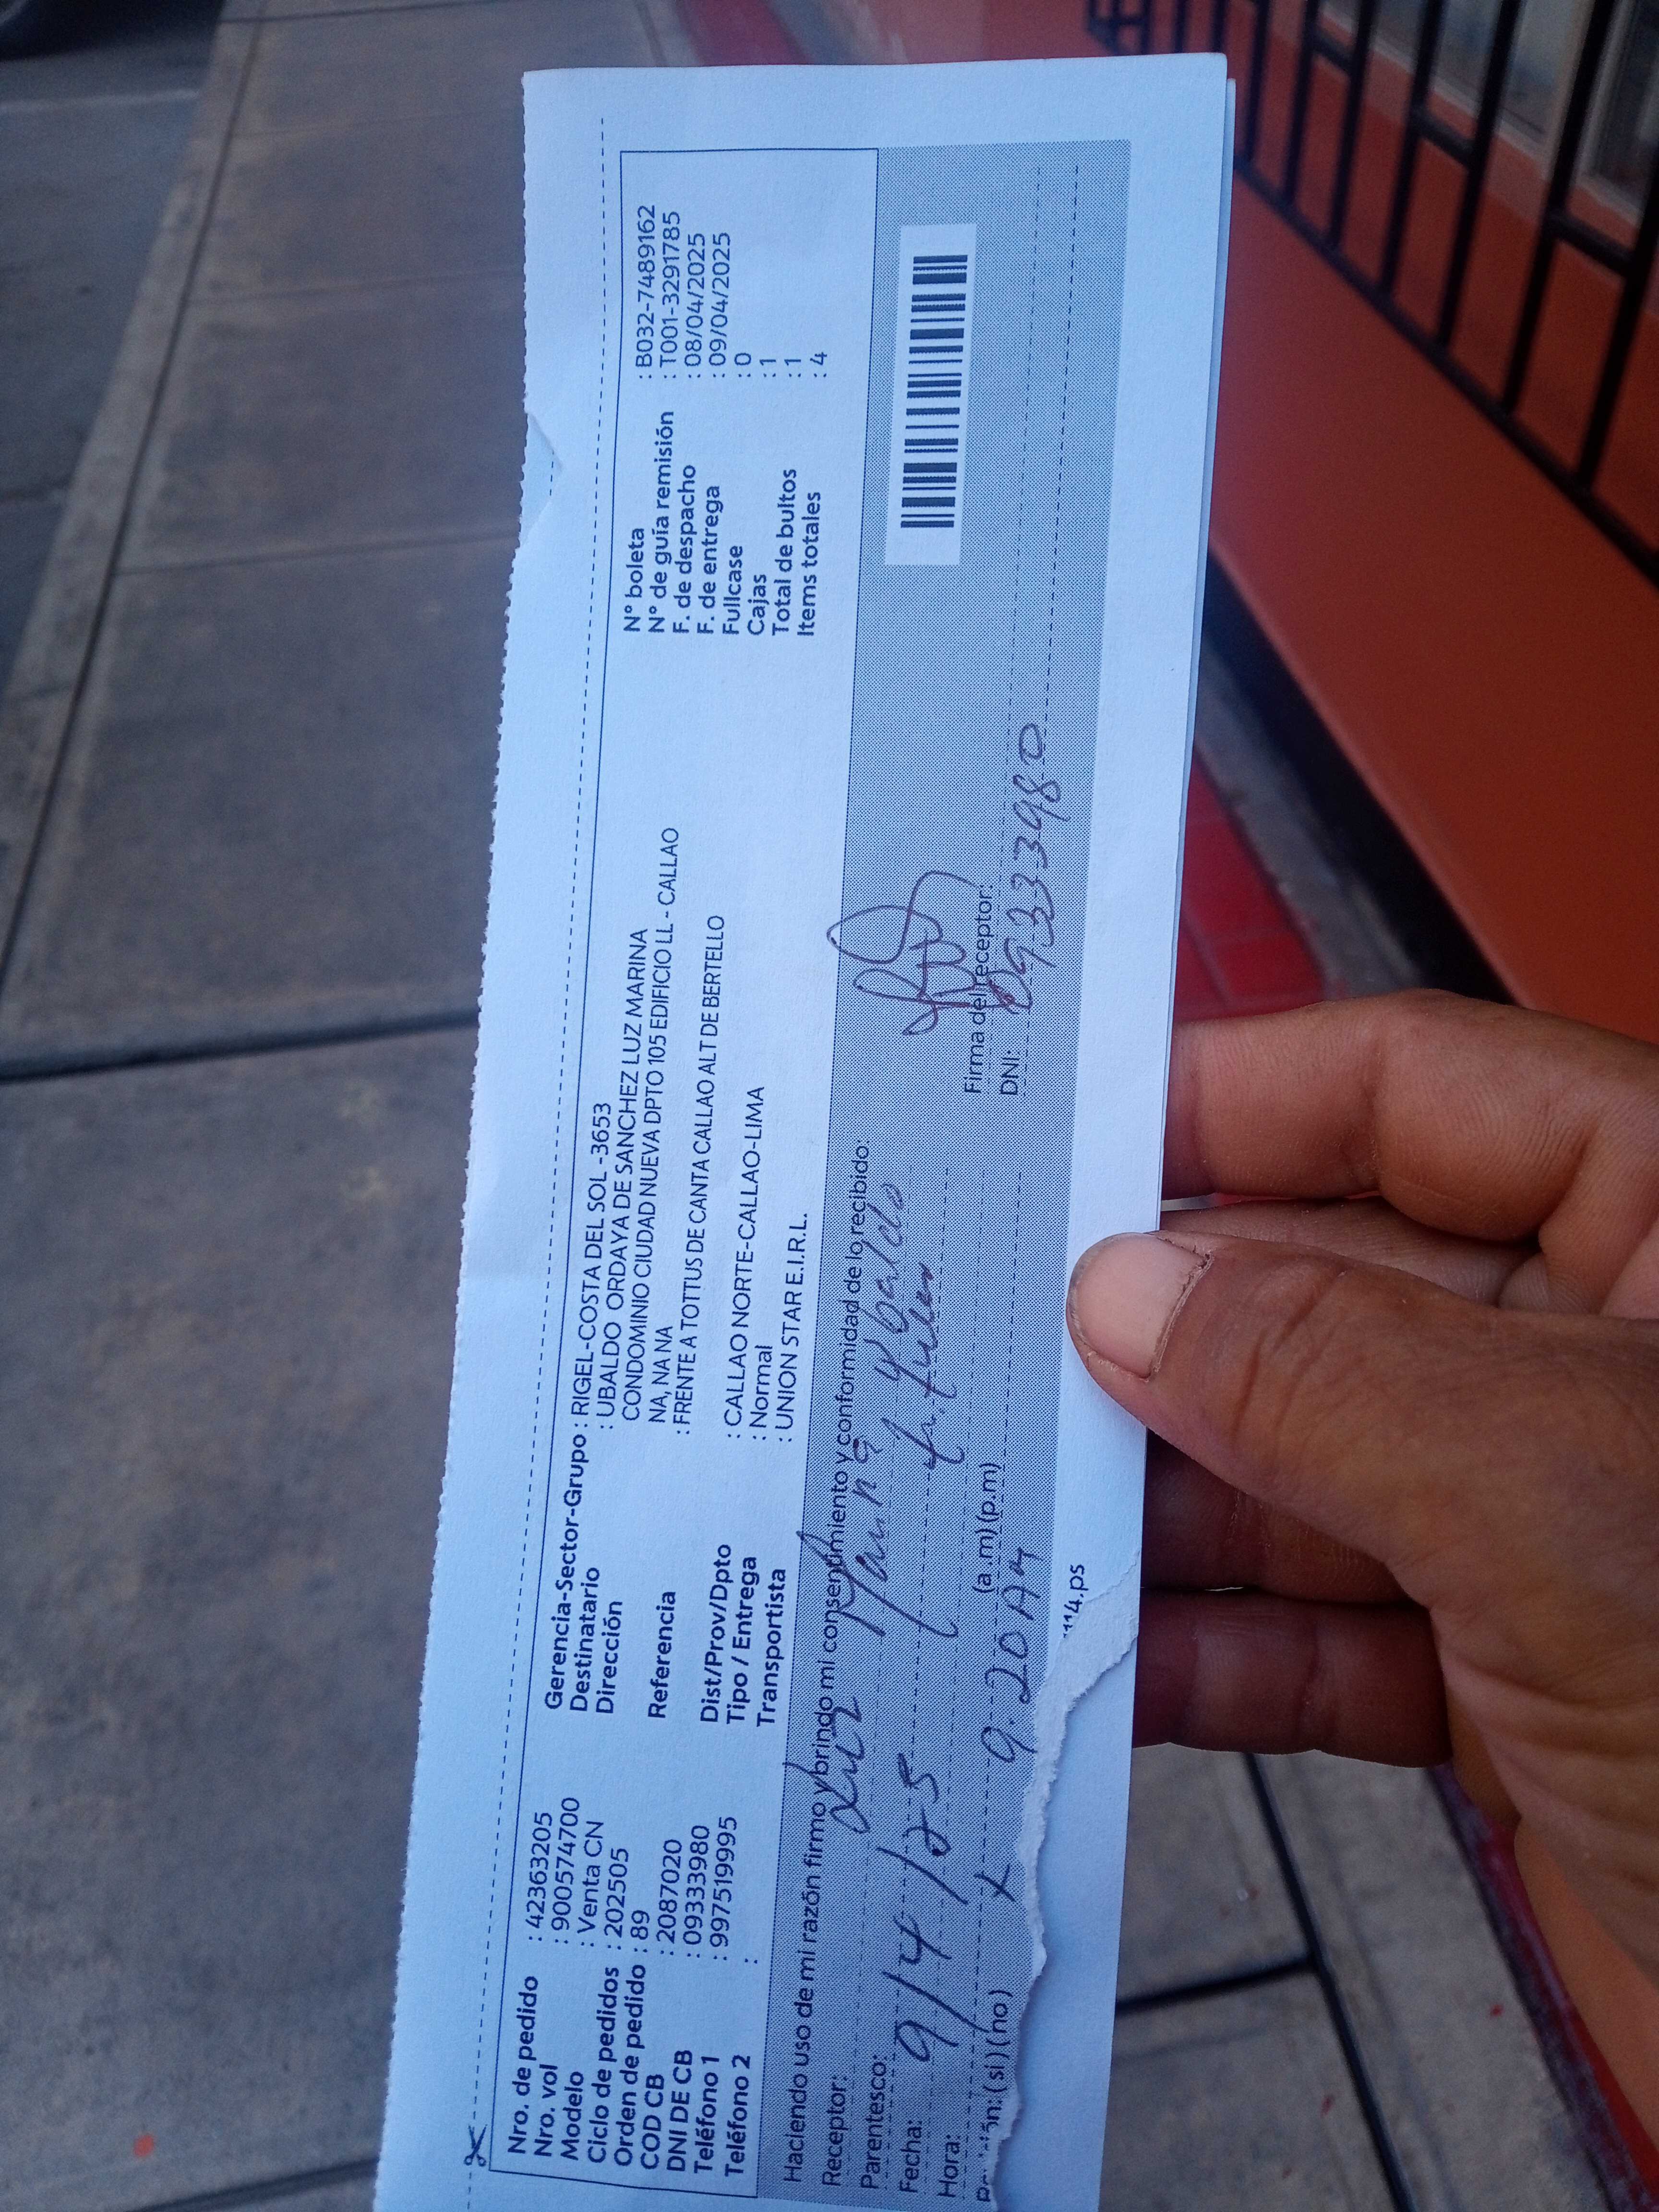 Nro. de pedido : 42363205
Nro. vol : 9005747​00
Modelo : Venta CN
Ciclo de pedidos : 202505
Orden de pedido : 89
COD CB : 2087020
DNI DE CB : 09333980
Teléfono 1 : 997519995
Teléfono 2 :
Gerencia-Sector-Grupo : RIGEL-COSTA DEL SOL -3653
Destinatario : UBALDO ORDAYA DE SANCHEZ LUZ MARINA
Dirección CONDOMINIO CIUDAD NUEVA DPTO 105 EDIFICIO LL - CALLAO
NA, NA NA
Referencia : FRENTE A TOTTUS DE CANTA CALLAO ALT DE BERTELLO
Dist/Prov/Dpto : CALLAO NORTE-CALLAO-LIMA
Tipo / Entrega : Normal
Transportista : UNION STAR E.I.R.L.
N° boleta : B032-7489162
N° de guía remisión : T001-3291785
F. de despacho : 08/04/2025
F. de entrega : 09/04/2025
Fullcase : 0
Cajas : 1
Total de bultos : 1
Items totales : 4
Haciendo uso de mi razón firmo y brindo mi consentimiento y conformidad de lo recibido:
Receptor: Luz Marina Ubaldo
Parentesco:
Fecha: 9/4/25
Hora: 9.20 AM (a.m) (p.m)
(si) (no)
Firma del receptor:
DNI: 09333980
114.ps